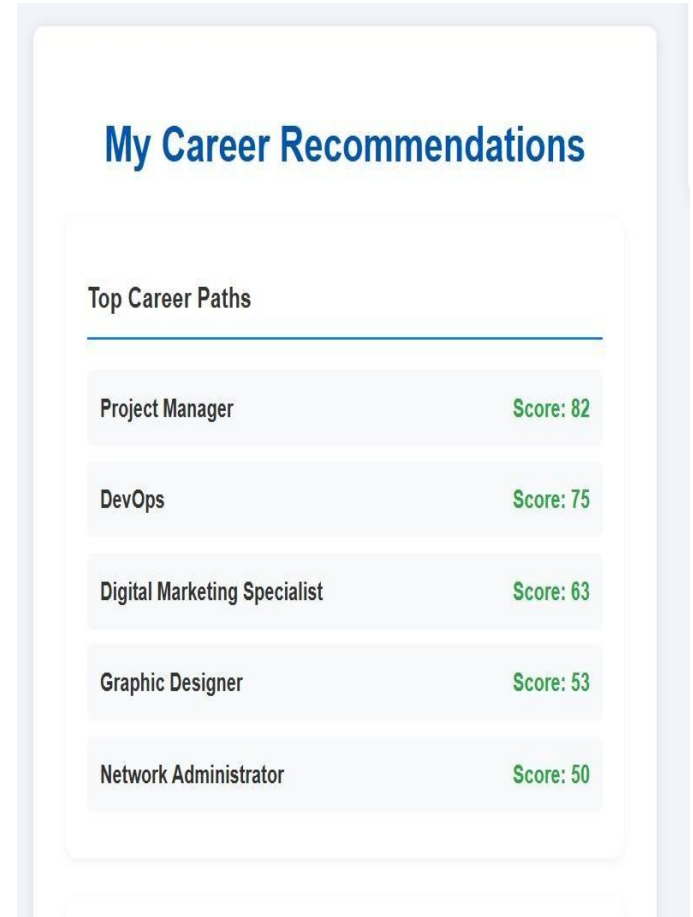 My Career Recommendations
Top Career Paths
Project Manager Score: 82
DevOps Score: 75
Digital Marketing Specialist Score: 63
Graphic Designer Score: 53
Network Administrator Score: 50